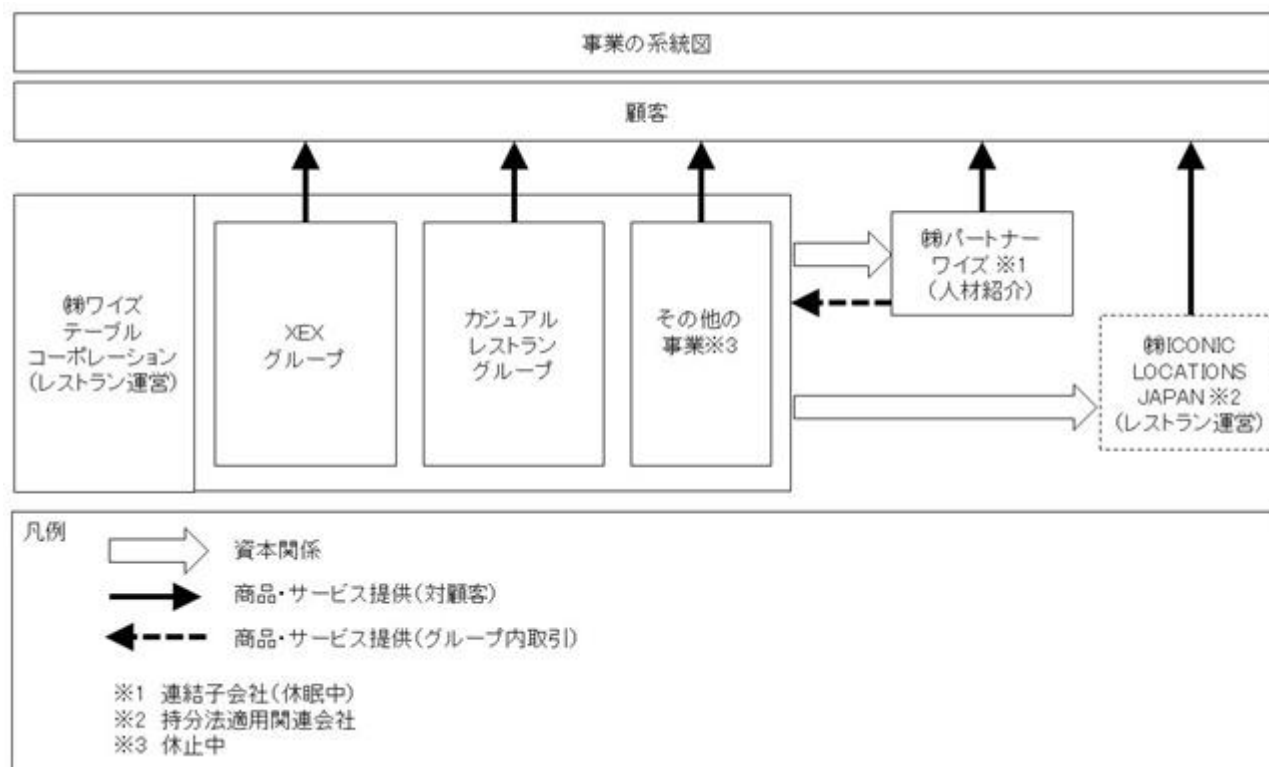 事業の系統図
顧客
㈱ワイズ
テーブル
コーポレーション
(レストラン運営)
XEX
グループ
カジュアル
レストラン
グループ
その他の
事業※3
㈱パートナー
ワイズ ※1
(人材紹介)
㈱ICONIC
LOCATIONS
JAPAN ※2
(レストラン運営)
凡例
資本関係
商品・サービス提供(対顧客)
商品・サービス提供(グループ内取引)
※1 連結子会社(休眠中)
※2 持分法適用関連会社
※3 休止中